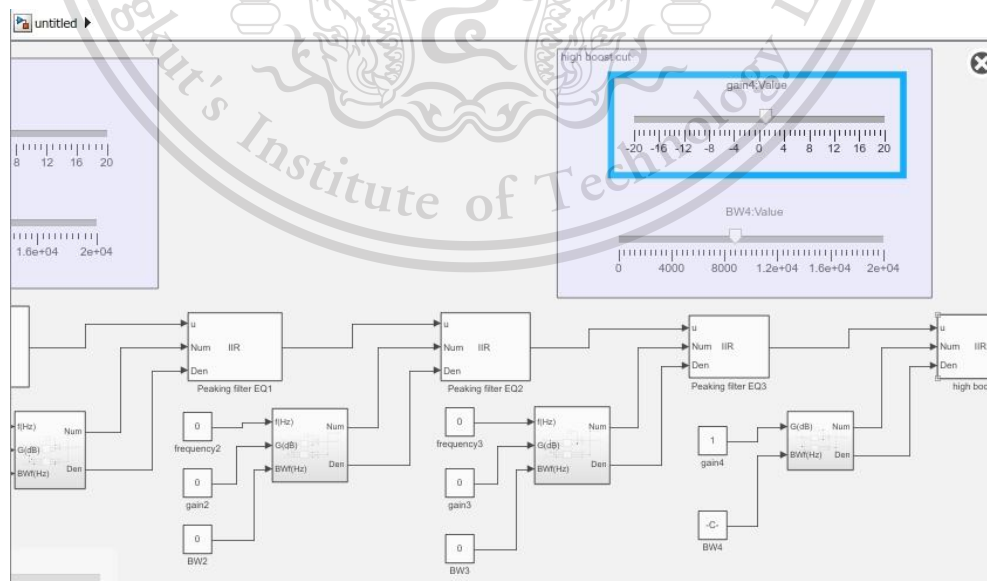 untitled
high boost cut
gain4:Value
-20 -16 -12 -8 -4 0 4 8 12 16 20
8 12 16 20
BW4:Value
0 4000 8000 1.2e+04 1.6e+04 2e+04
1.6e+04 2e+04
Institute of Technology
u
Num IIR
Den
Peaking filter EQ1
u
Num IIR
Den
Peaking filter EQ2
u
Num IIR
Den
Peaking filter EQ3
u
Num IIR
Den
f(Hz) Num
G(dB)
BWf(Hz) Den
0
frequency2
0
gain2
0
BW2
f(Hz) Num
G(dB)
BWf(Hz) Den
0
frequency3
0
gain3
0
BW3
f(Hz) Num
G(dB)
BWf(Hz) Den
1
gain4
-C-
BW4
G(dB) Num
BWf(Hz) Den